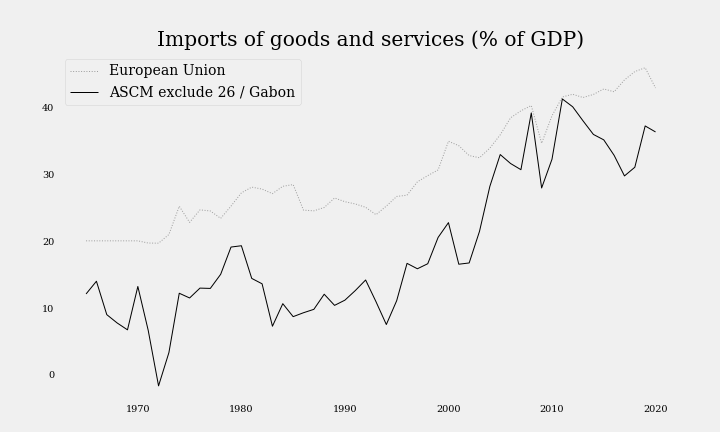 Imports of goods and services (% of GDP)
European Union
ASCM exclude 26 / Gabon
40
30
20
10
0
1970 1980 1990 2000 2010 2020